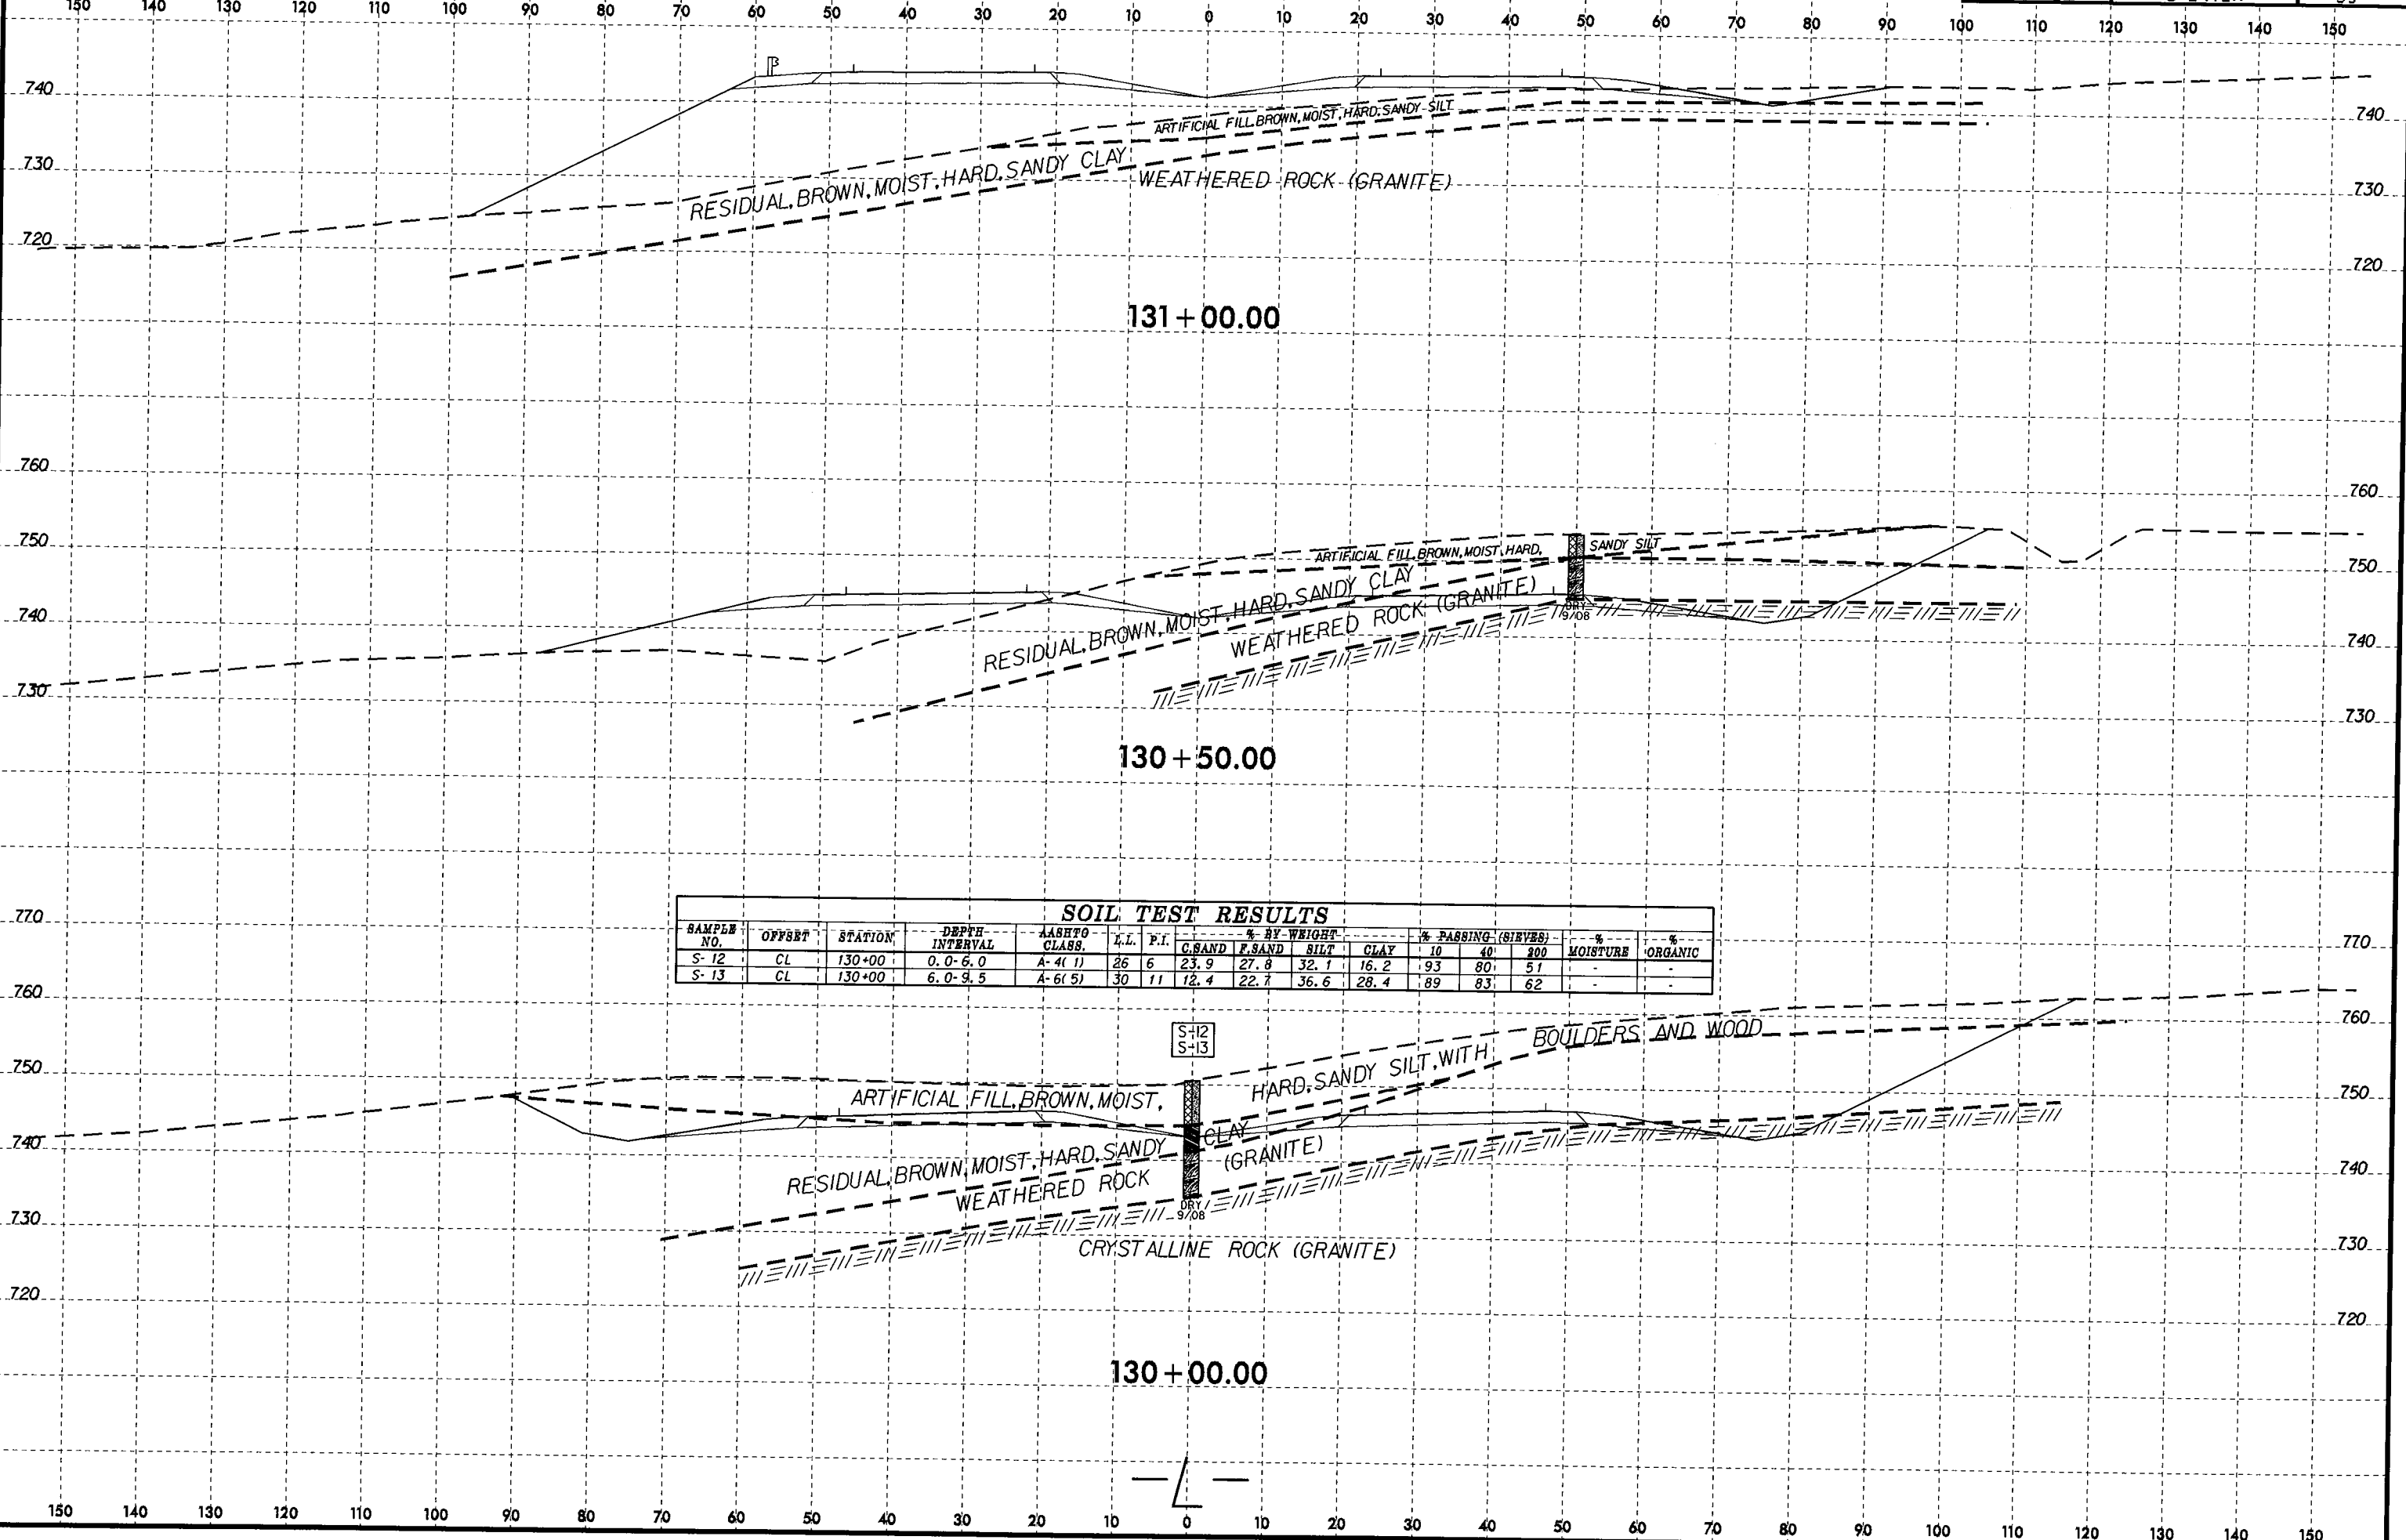 150 140 130 120 110 100 90 80 70 60 50 40 30 20 10 0 10 20 30 40 50 60 70 80 90 100 110 120 130 140 150
740 740
ARTIFICIAL FILL, BROWN, MOIST, HARD, SANDY SILT
730 730
RESIDUAL, BROWN, MOIST, HARD, SANDY CLAY
WEATHERED ROCK (GRANITE)
720 720
131+00.00
760 760
750 750
ARTIFICIAL FILL, BROWN, MOIST, HARD, SANDY SILT
RESIDUAL, BROWN, MOIST, HARD, SANDY CLAY
WEATHERED ROCK (GRANITE)
DRY
9/08
740 740
730 730
130+50.00
SOIL TEST RESULTS
SAMPLE NO. OFFSET STATION DEPTH INTERVAL AASHTO CLASS. L.L. P.I. % BY WEIGHT C.SAND F.SAND SILT CLAY % PASSING (SIEVES) 10 40 200 % MOISTURE % ORGANIC
S-12 CL 130+00 0.0-6.0 A-4(1) 26 6 23.9 27.8 32.1 16.2 93 80 51 - -
S-13 CL 130+00 6.0-9.5 A-6(5) 30 11 12.4 22.7 36.6 28.4 89 83 62 - -
770 770
760 760
S-12
S-13
BOULDERS AND WOOD
HARD, SANDY SILT, WITH
750 750
ARTIFICIAL FILL, BROWN, MOIST,
740 740
RESIDUAL, BROWN, MOIST, HARD, SANDY CLAY
WEATHERED ROCK (GRANITE)
DRY
9/08
730 730
CRYSTALLINE ROCK (GRANITE)
720 720
130+00.00
L
150 140 130 120 110 100 90 80 70 60 50 40 30 20 10 0 10 20 30 40 50 60 70 80 90 100 110 120 130 140 150